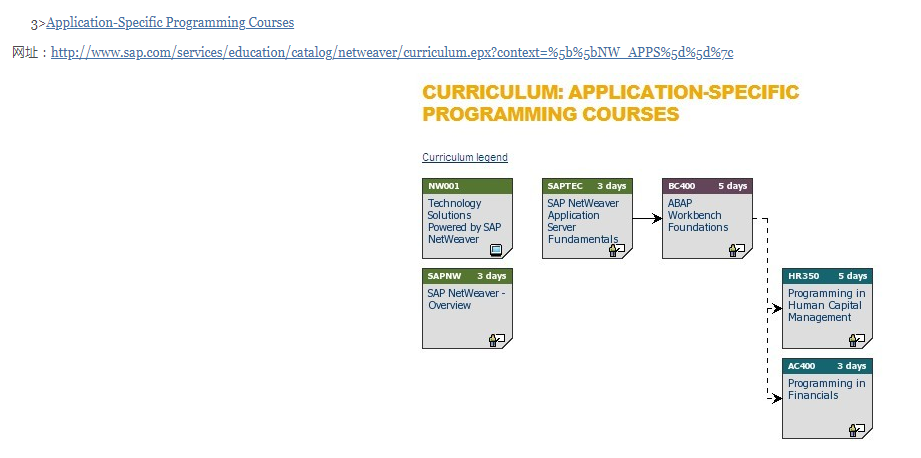 3>Application-Specific Programming Courses
网址：http://www.sap.com/services/education/catalog/netweaver/curriculum.epx?context=%5b%5bNW_APPS%5d%5d%7c
CURRICULUM: APPLICATION-SPECIFIC
PROGRAMMING COURSES
Curriculum legend
NW001
Technology
Solutions
Powered by SAP
NetWeaver
SAPTEC 3 days
SAP NetWeaver
Application
Server
Fundamentals
BC400 5 days
ABAP
Workbench
Foundations
SAPNW 3 days
SAP NetWeaver -
Overview
HR350 5 days
Programming in
Human Capital
Management
AC400 3 days
Programming in
Financials